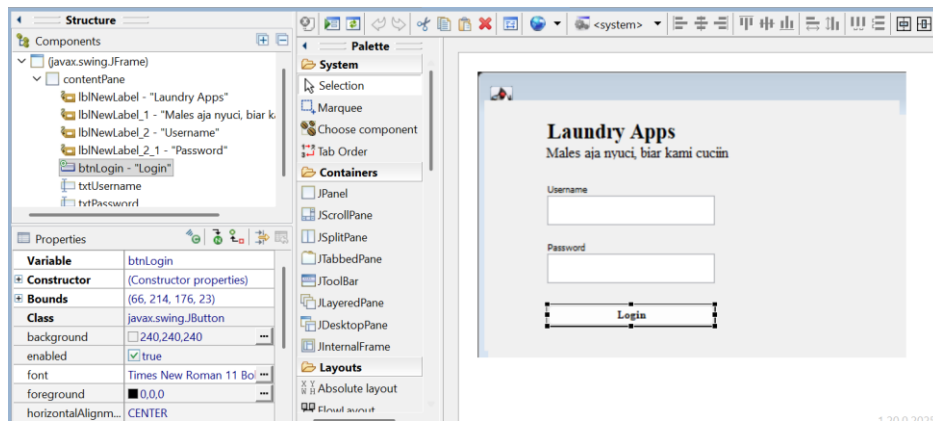 Structure
Components
(javax.swing.JFrame)
contentPane
lblNewLabel - "Laundry Apps"
lblNewLabel_1 - "Males aja nyuci, biar k
lblNewLabel_2 - "Username"
lblNewLabel_2_1 - "Password"
btnLogin - "Login"
txtUsername
txtPassword
Properties
Variable btnLogin
Constructor (Constructor properties)
Bounds (66, 214, 176, 23)
Class javax.swing.JButton
background 240,240,240 ...
enabled true
font Times New Roman 11 Bol ...
foreground 0,0,0 ...
horizontalAlignm... CENTER
<system>
Palette
System
Selection
Marquee
Choose component
Tab Order
Containers
JPanel
JScrollPane
JSplitPane
JTabbedPane
JToolBar
JLayeredPane
JDesktopPane
JInternalFrame
Layouts
Absolute layout
FlowLayout
Laundry Apps
Males aja nyuci, biar kami cuciin
Username
Password
Login